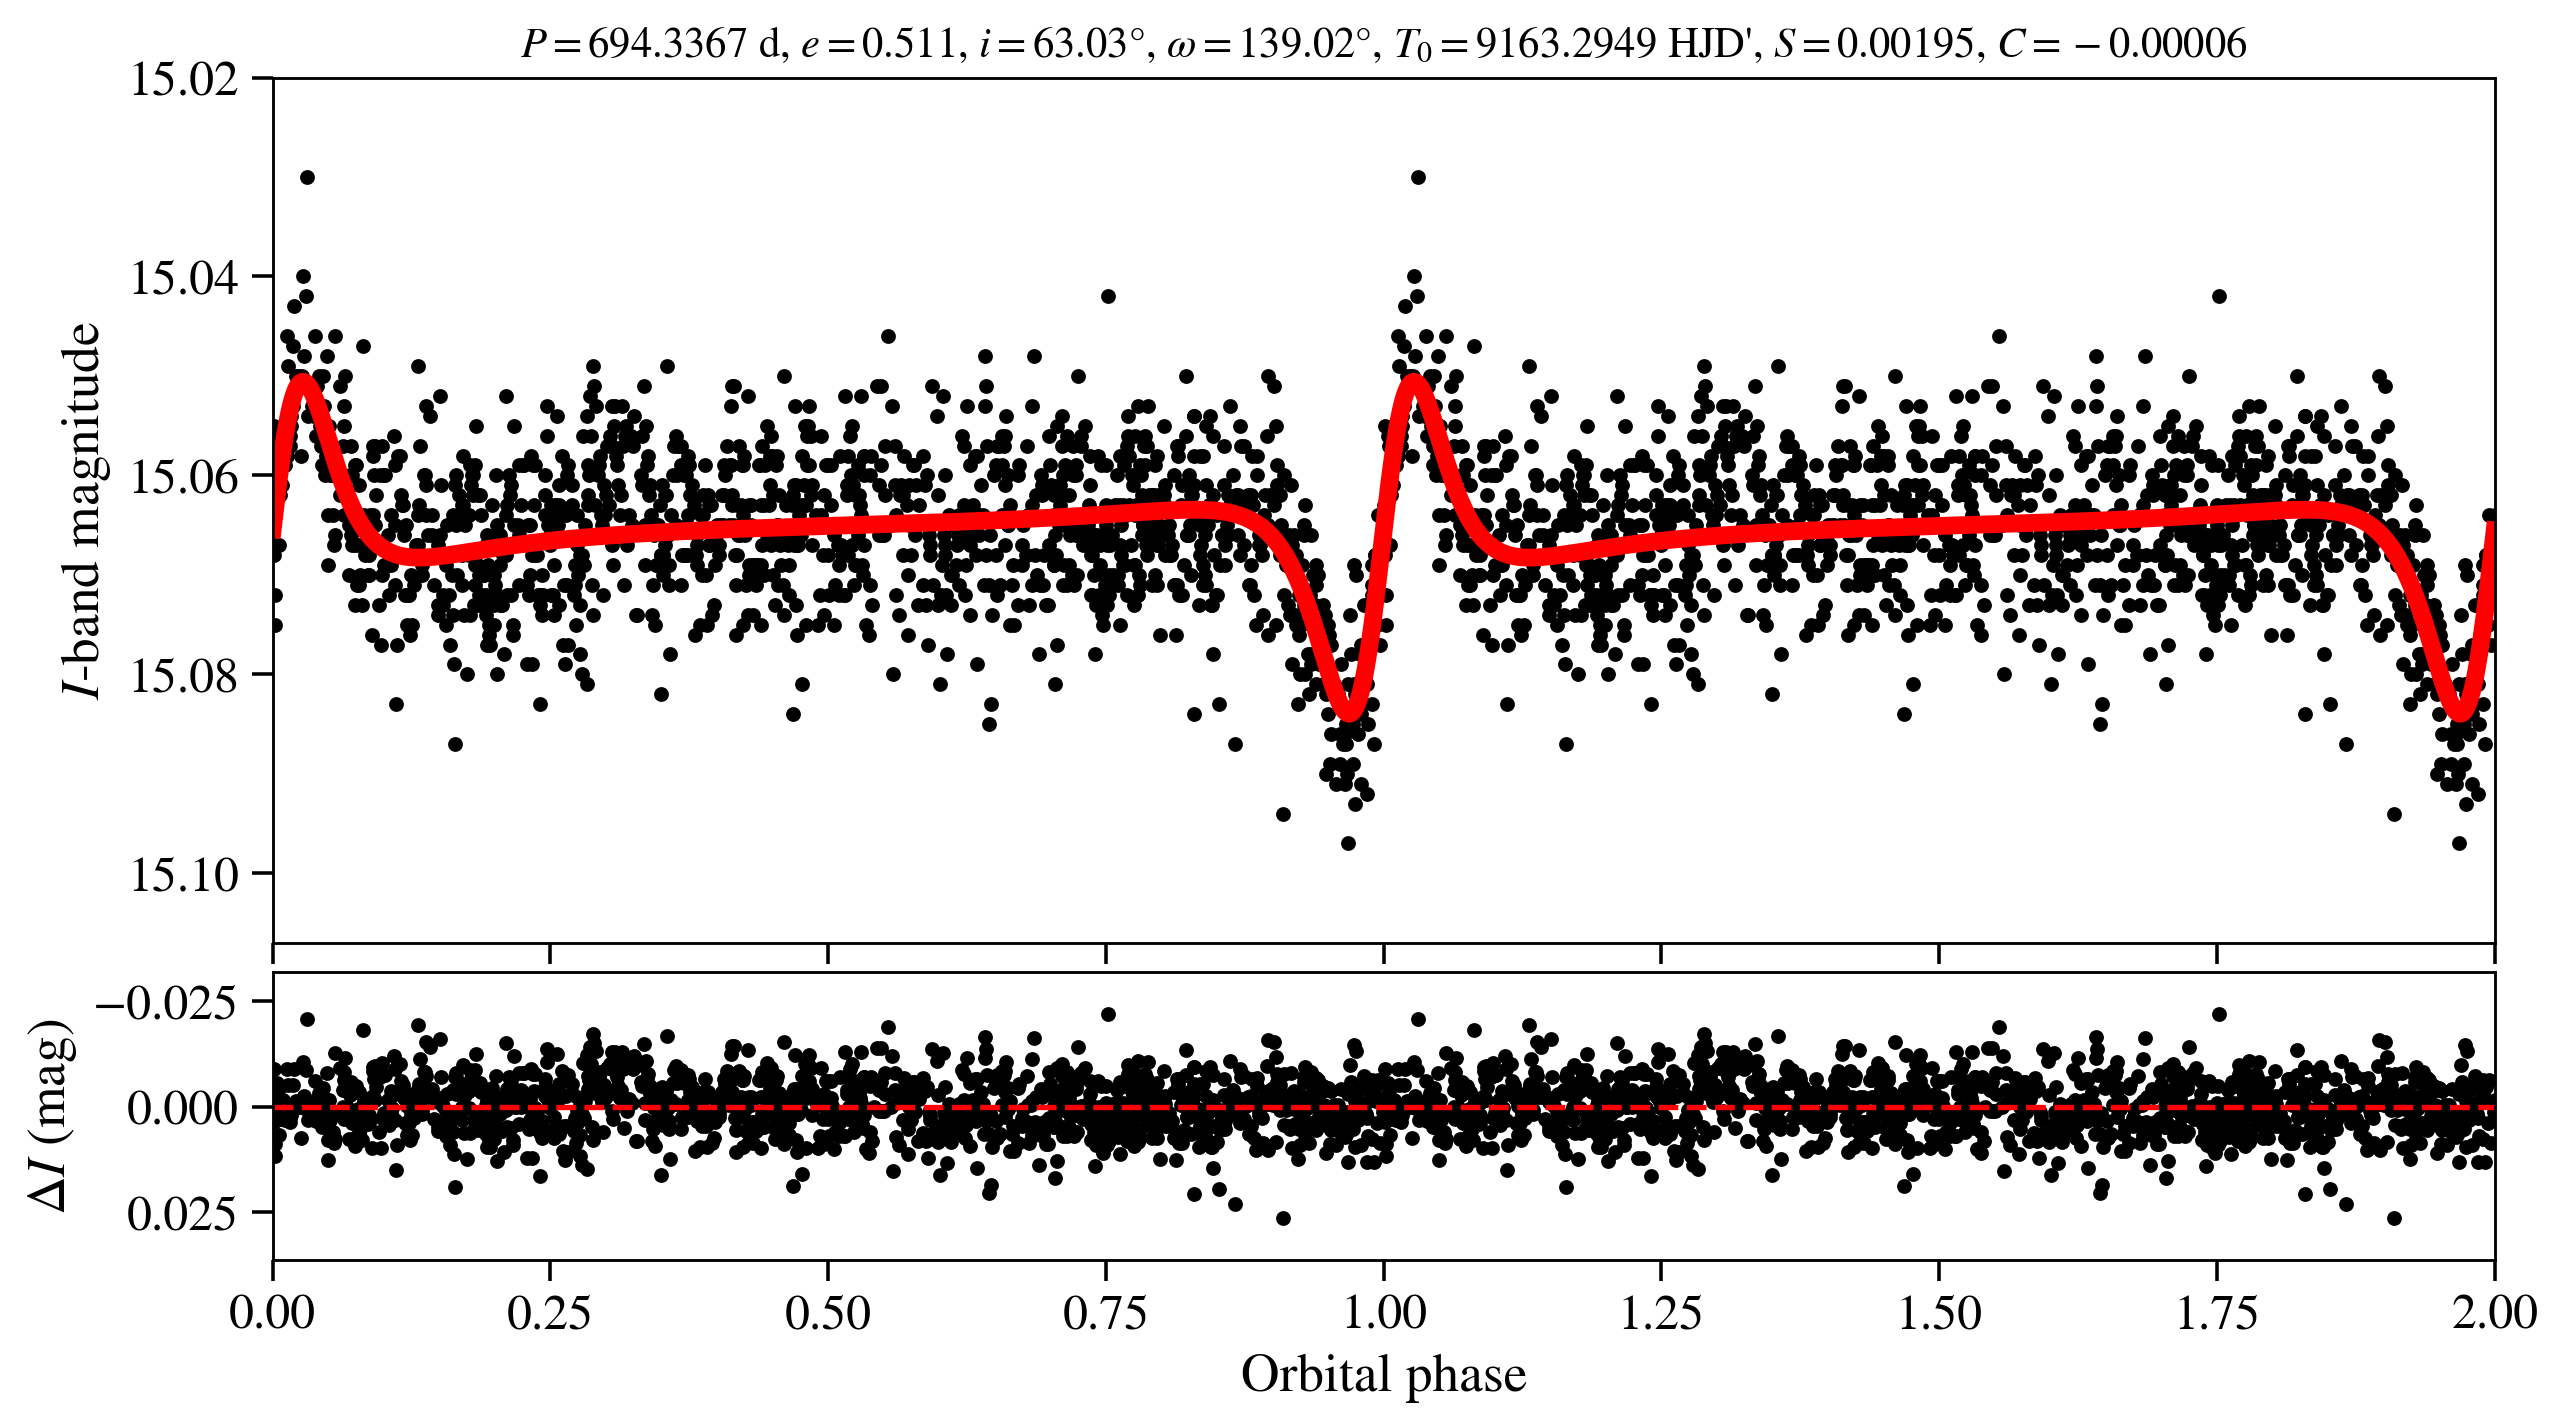 P = 694.3367 d, e = 0.511, i = 63.03°, ω = 139.02°, T₀ = 9163.2949 HJD', S = 0.00195, C = −0.00006
15.02
15.04
15.06
15.08
15.10
I-band magnitude
−0.025
0.000
0.025
ΔI (mag)
0.00 0.25 0.50 0.75 1.00 1.25 1.50 1.75 2.00
Orbital phase